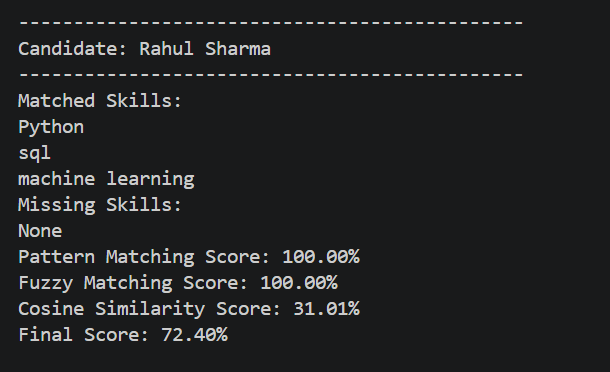 ----------------------------------------------
Candidate: Rahul Sharma
----------------------------------------------
Matched Skills:
Python
sql
machine learning
Missing Skills:
None
Pattern Matching Score: 100.00%
Fuzzy Matching Score: 100.00%
Cosine Similarity Score: 31.01%
Final Score: 72.40%